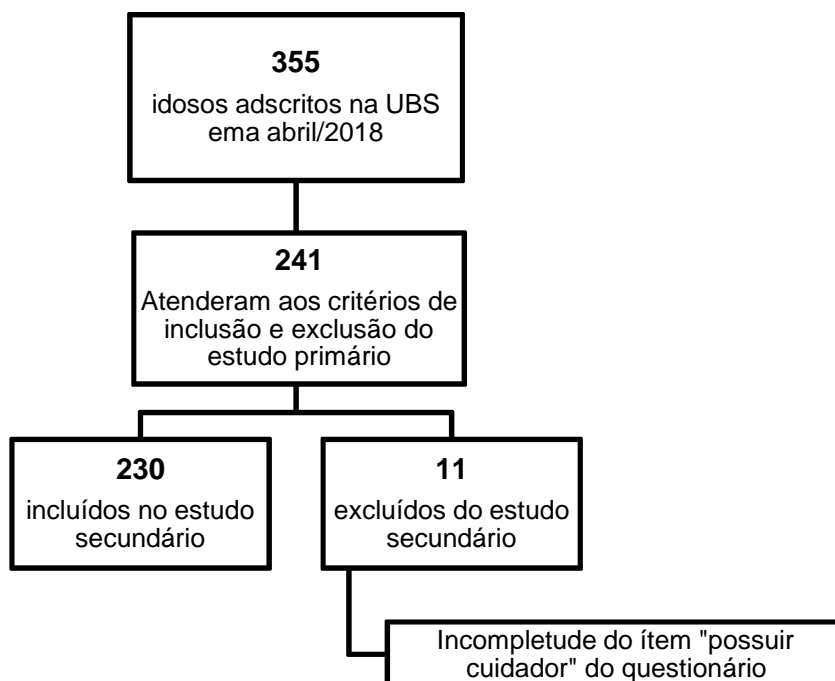 355
idosos adscritos na UBS
ema abril/2018
241
Atenderam aos critérios de
inclusão e exclusão do
estudo primário
230
incluídos no estudo
secundário
11
excluídos do estudo
secundário
Incompletude do ítem "possuir
cuidador" do questionário